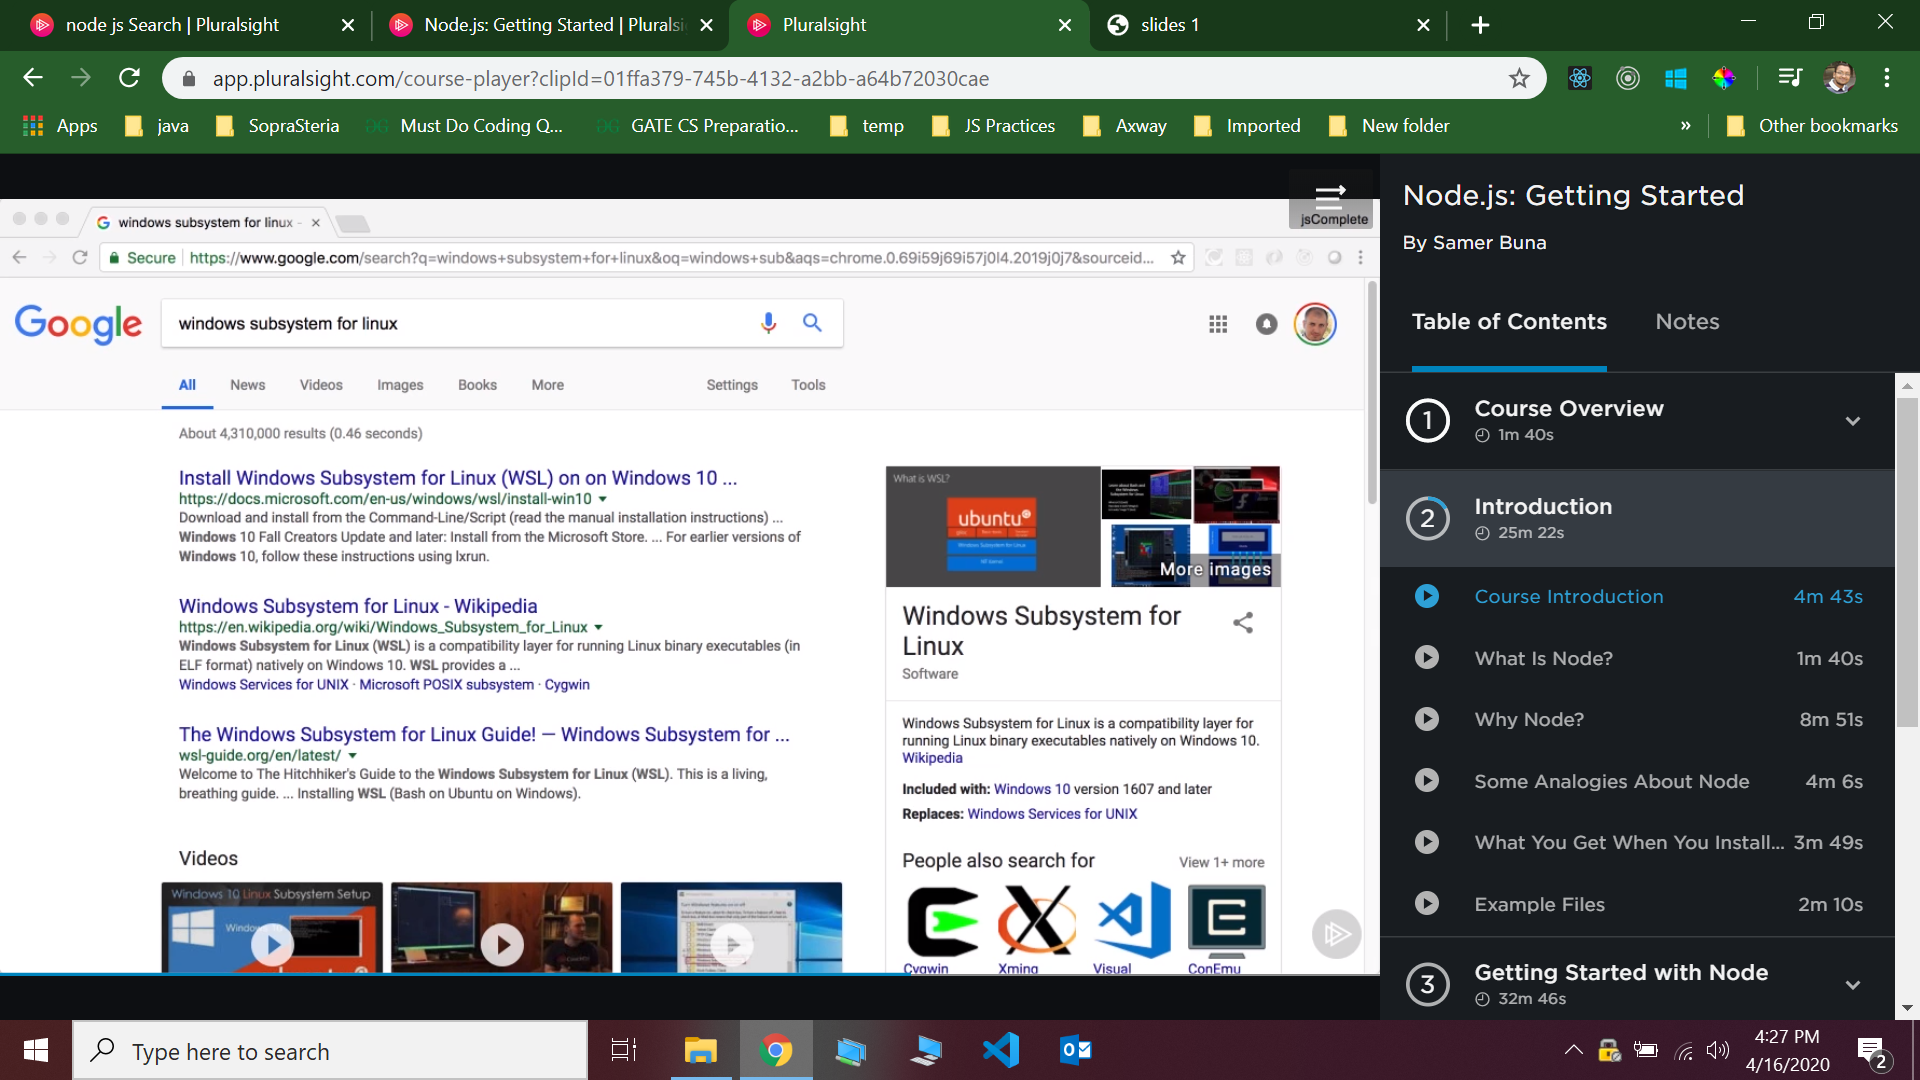 node js Search | Pluralsight
Node.js: Getting Started | Plurals
Pluralsight
slides 1
app.pluralsight.com/course-player?clipId=01ffa379-745b-4132-a2bb-a64b72030cae
Apps
java
SopraSteria
Must Do Coding Q...
GATE CS Preparatio...
temp
JS Practices
Axway
Imported
New folder
»
Other bookmarks
jsComplete
windows subsystem for linux -
Secure
https://www.google.com/search?q=windows+subsystem+for+linux&oq=windows+sub&aqs=chrome.0.69i59j69i57j0l4.2019j0j7&sourceid...
Google
windows subsystem for linux
All
News
Videos
Images
Books
More
Settings
Tools
About 4,310,000 results (0.46 seconds)
Install Windows Subsystem for Linux (WSL) on on Windows 10 ...
https://docs.microsoft.com/en-us/windows/wsl/install-win10
Download and install from the Command-Line/Script (read the manual installation instructions) ...
Windows 10 Fall Creators Update and later: Install from the Microsoft Store. ... For earlier versions of
Windows 10, follow these instructions using lxrun.
Windows Subsystem for Linux - Wikipedia
https://en.wikipedia.org/wiki/Windows_Subsystem_for_Linux
Windows Subsystem for Linux (WSL) is a compatibility layer for running Linux binary executables (in
ELF format) natively on Windows 10. WSL provides a ...
Windows Services for UNIX · Microsoft POSIX subsystem · Cygwin
The Windows Subsystem for Linux Guide! — Windows Subsystem for ...
wsl-guide.org/en/latest/
Welcome to The Hitchhiker's Guide to the Windows Subsystem for Linux (WSL). This is a living,
breathing guide. ... Installing WSL (Bash on Ubuntu on Windows).
Videos
Windows 10 Linux Subsystem Setup
What is WSL?
ubuntu
More images
Windows Subsystem for
Linux
Software
Windows Subsystem for Linux is a compatibility layer for
running Linux binary executables natively on Windows 10.
Wikipedia
Included with: Windows 10 version 1607 and later
Replaces: Windows Services for UNIX
People also search for
View 1+ more
Cygwin
Xming
Visual
ConEmu
Node.js: Getting Started
By Samer Buna
Table of Contents
Notes
1
Course Overview
1m 40s
2
Introduction
25m 22s
Course Introduction
4m 43s
What Is Node?
1m 40s
Why Node?
8m 51s
Some Analogies About Node
4m 6s
What You Get When You Install...
3m 49s
Example Files
2m 10s
3
Getting Started with Node
32m 46s
Type here to search
4:27 PM
4/16/2020
2